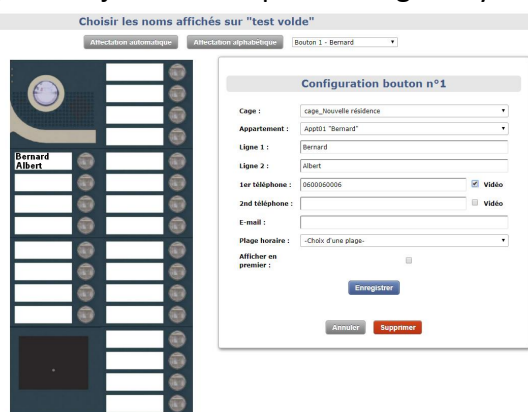 Choisir les noms affichés sur "test volde"
Affectation automatique Affectation alphabétique Bouton 1 - Bernard
Configuration bouton n°1
Cage : cage_Nouvelle résidence
Appartement : Appt01 "Bernard"
Ligne 1 : Bernard
Ligne 2 : Albert
1er téléphone : 0600060006 Vidéo
2nd téléphone : Vidéo
E-mail :
Plage horaire : -Choix d'une plage-
Afficher en
premier :
Enregistrer
Annuler Supprimer
Bernard
Albert